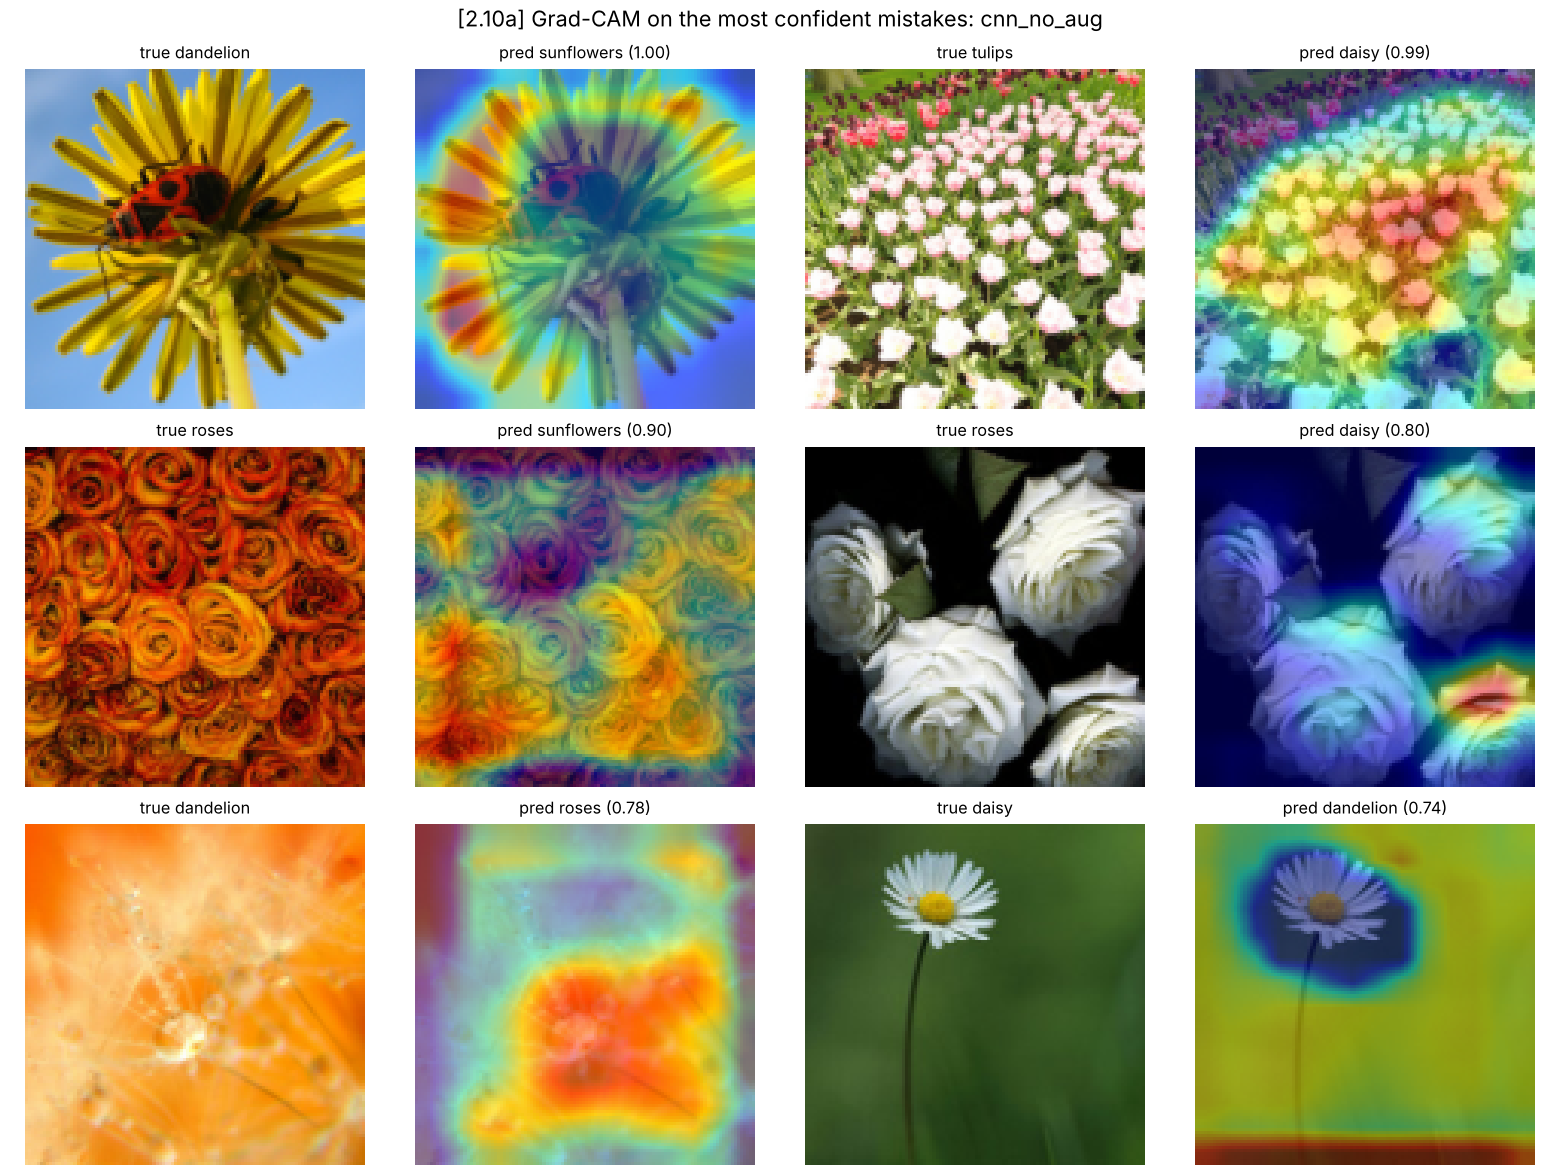 [2.10a] Grad-CAM on the most confident mistakes: cnn_no_aug
true dandelion
pred sunflowers (1.00)
true tulips
pred daisy (0.99)
true roses
pred sunflowers (0.90)
true roses
pred daisy (0.80)
true dandelion
pred roses (0.78)
true daisy
pred dandelion (0.74)